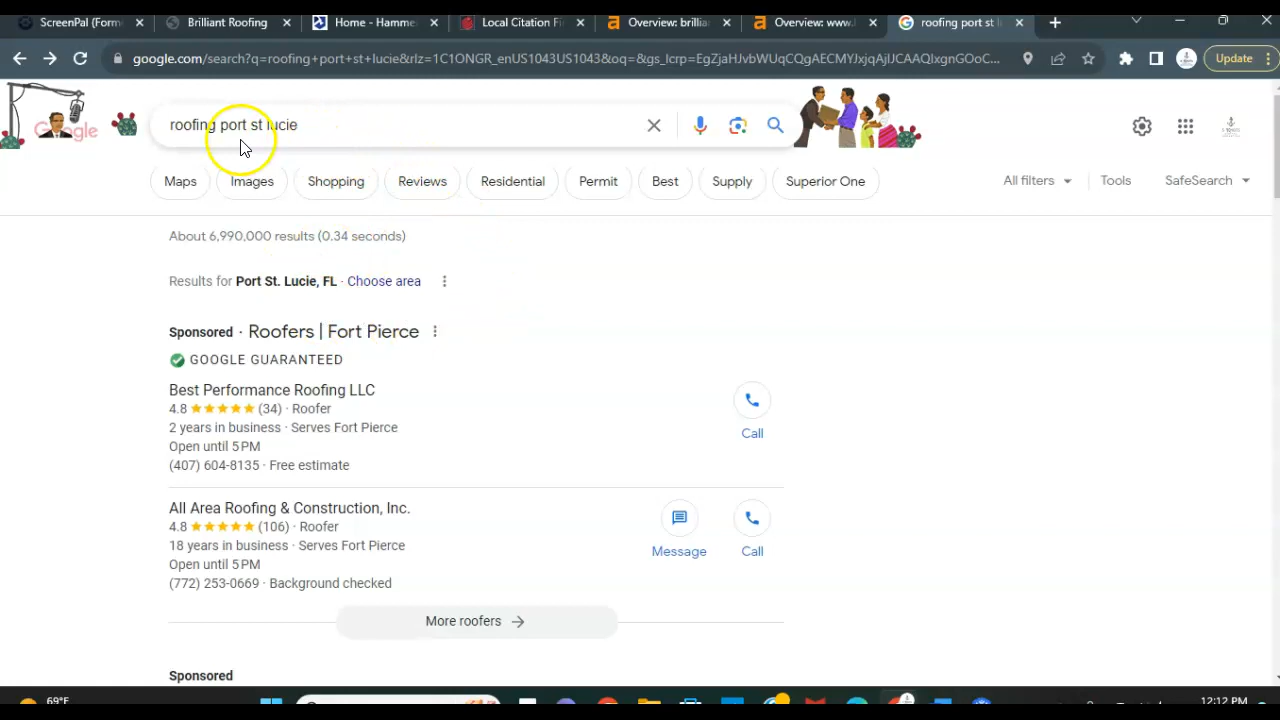 ScreenPal (Form
Brilliant Roofing
Home - Hamme
Local Citation Fi
Overview: brillia
Overview: www.l
roofing port st l
google.com/search?q=roofing+port+st+lucie&rlz=1C1ONGR_enUS1043US1043&oq=&gs_lcrp=EgZjaHJvbWUqCQgAECMYJxjqAjIJCAAQIxgnGOoC...
Update
Google
roofing port st lucie
Maps
Images
Shopping
Reviews
Residential
Permit
Best
Supply
Superior One
All filters
Tools
SafeSearch
About 6,990,000 results (0.34 seconds)
Results for Port St. Lucie, FL · Choose area
Sponsored · Roofers | Fort Pierce
GOOGLE GUARANTEED
Best Performance Roofing LLC
4.8 (34) · Roofer
2 years in business · Serves Fort Pierce
Open until 5 PM
(407) 604-8135 · Free estimate
Call
All Area Roofing & Construction, Inc.
4.8 (106) · Roofer
18 years in business · Serves Fort Pierce
Open until 5 PM
(772) 253-0669 · Background checked
Message
Call
More roofers
Sponsored
69°F
12:12 PM